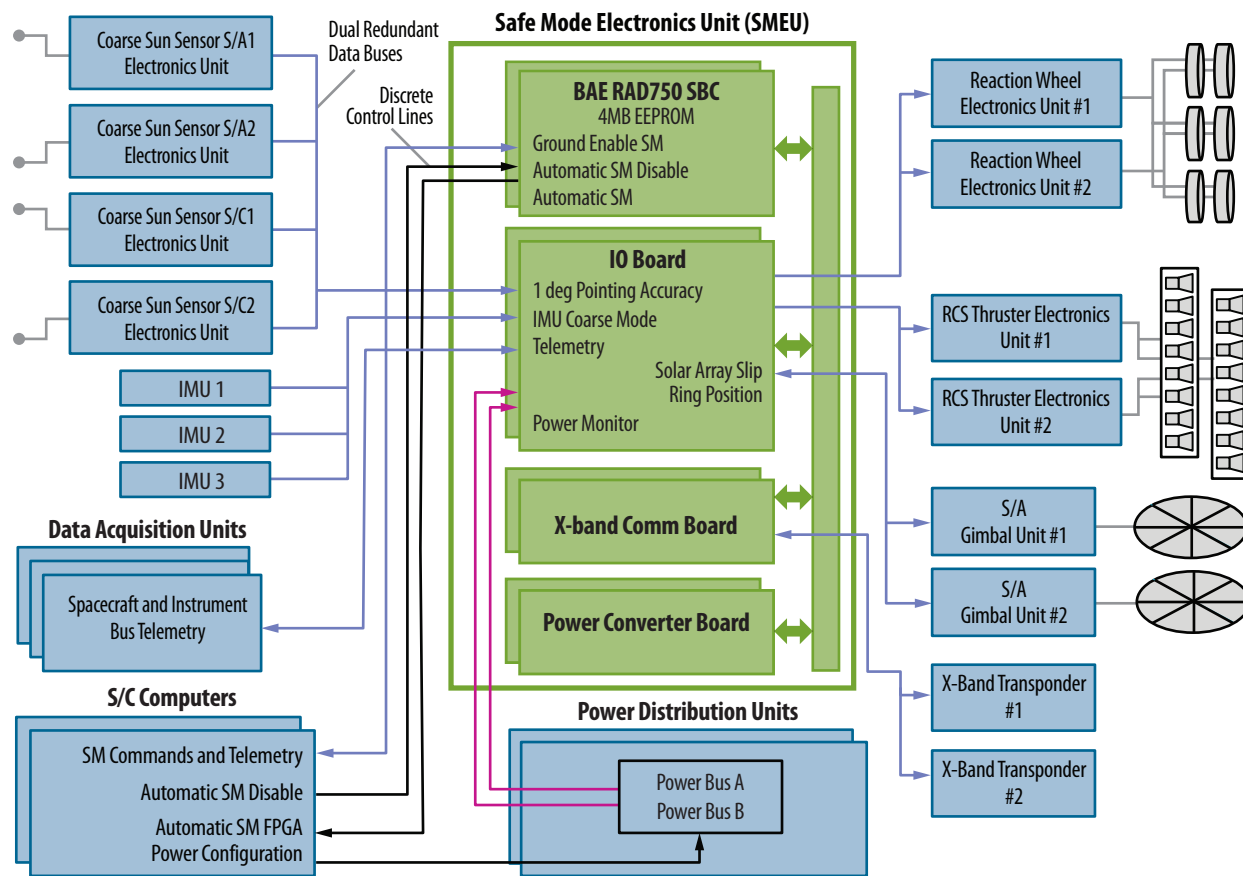 Safe Mode Electronics Unit (SMEU)
Coarse Sun Sensor S/A1
Electronics Unit
Coarse Sun Sensor S/A2
Electronics Unit
Coarse Sun Sensor S/C1
Electronics Unit
Coarse Sun Sensor S/C2
Electronics Unit
IMU 1
IMU 2
IMU 3
Dual Redundant
Data Buses
Discrete
Control Lines
Data Acquisition Units
Spacecraft and Instrument
Bus Telemetry
S/C Computers
SM Commands and Telemetry
Automatic SM Disable
Automatic SM FPGA
Power Configuration
BAE RAD750 SBC
4MB EEPROM
Ground Enable SM
Automatic SM Disable
Automatic SM
IO Board
1 deg Pointing Accuracy
IMU Coarse Mode
Telemetry
Solar Array Slip
Ring Position
Power Monitor
X-band Comm Board
Power Converter Board
Power Distribution Units
Power Bus A
Power Bus B
Reaction Wheel
Electronics Unit #1
Reaction Wheel
Electronics Unit #2
RCS Thruster Electronics
Unit #1
RCS Thruster Electronics
Unit #2
S/A
Gimbal Unit #1
S/A
Gimbal Unit #2
X-Band Transponder
#1
X-Band Transponder
#2